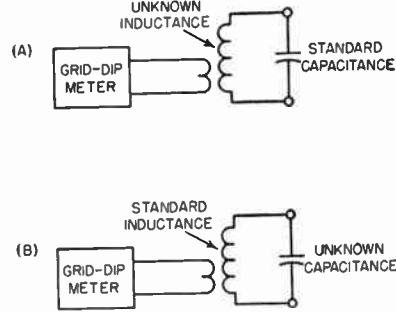 UNKNOWN
INDUCTANCE
(A)
STANDARD
CAPACITANCE
GRID-DIP
METER
STANDARD
INDUCTANCE
(B)
UNKNOWN
CAPACITANCE
GRID-DIP
METER